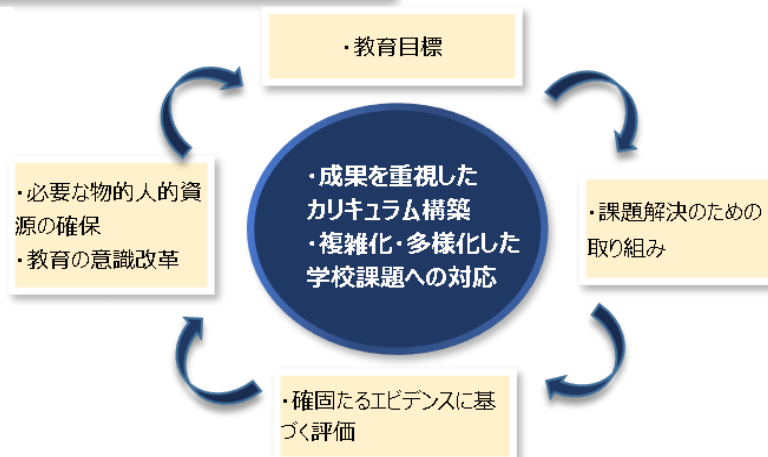 ・教育目標
・必要な物的人的資
源の確保
・教育の意識改革
・成果を重視した
カリキュラム構築
・複雑化・多様化した
学校課題への対応
・課題解決のための
取り組み
・確固たるエビデンスに基
づく評価